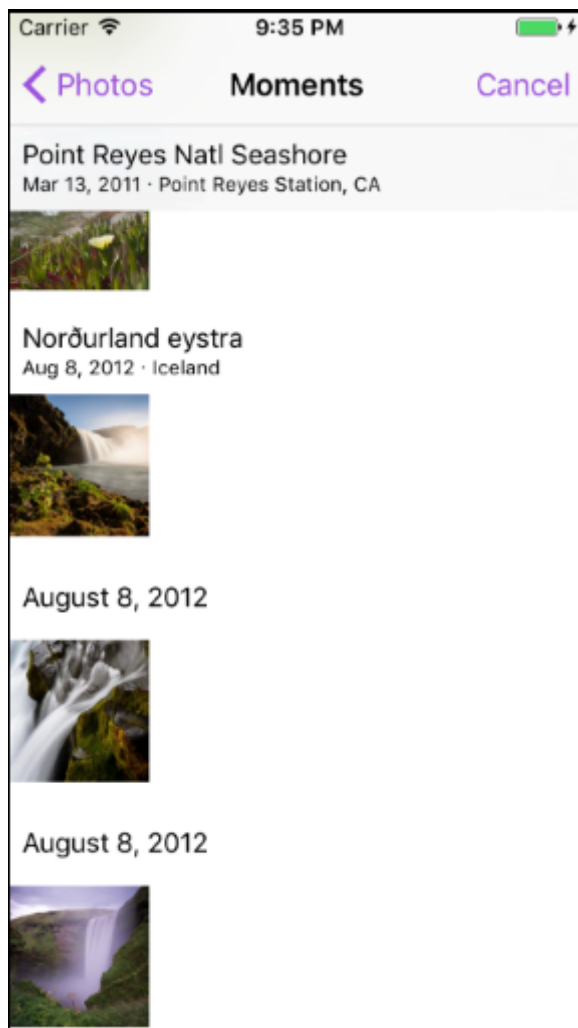 Carrier 9:35 PM
Photos Moments Cancel
Point Reyes Natl Seashore
Mar 13, 2011 · Point Reyes Station, CA
Norðurland eystra
Aug 8, 2012 · Iceland
August 8, 2012
August 8, 2012